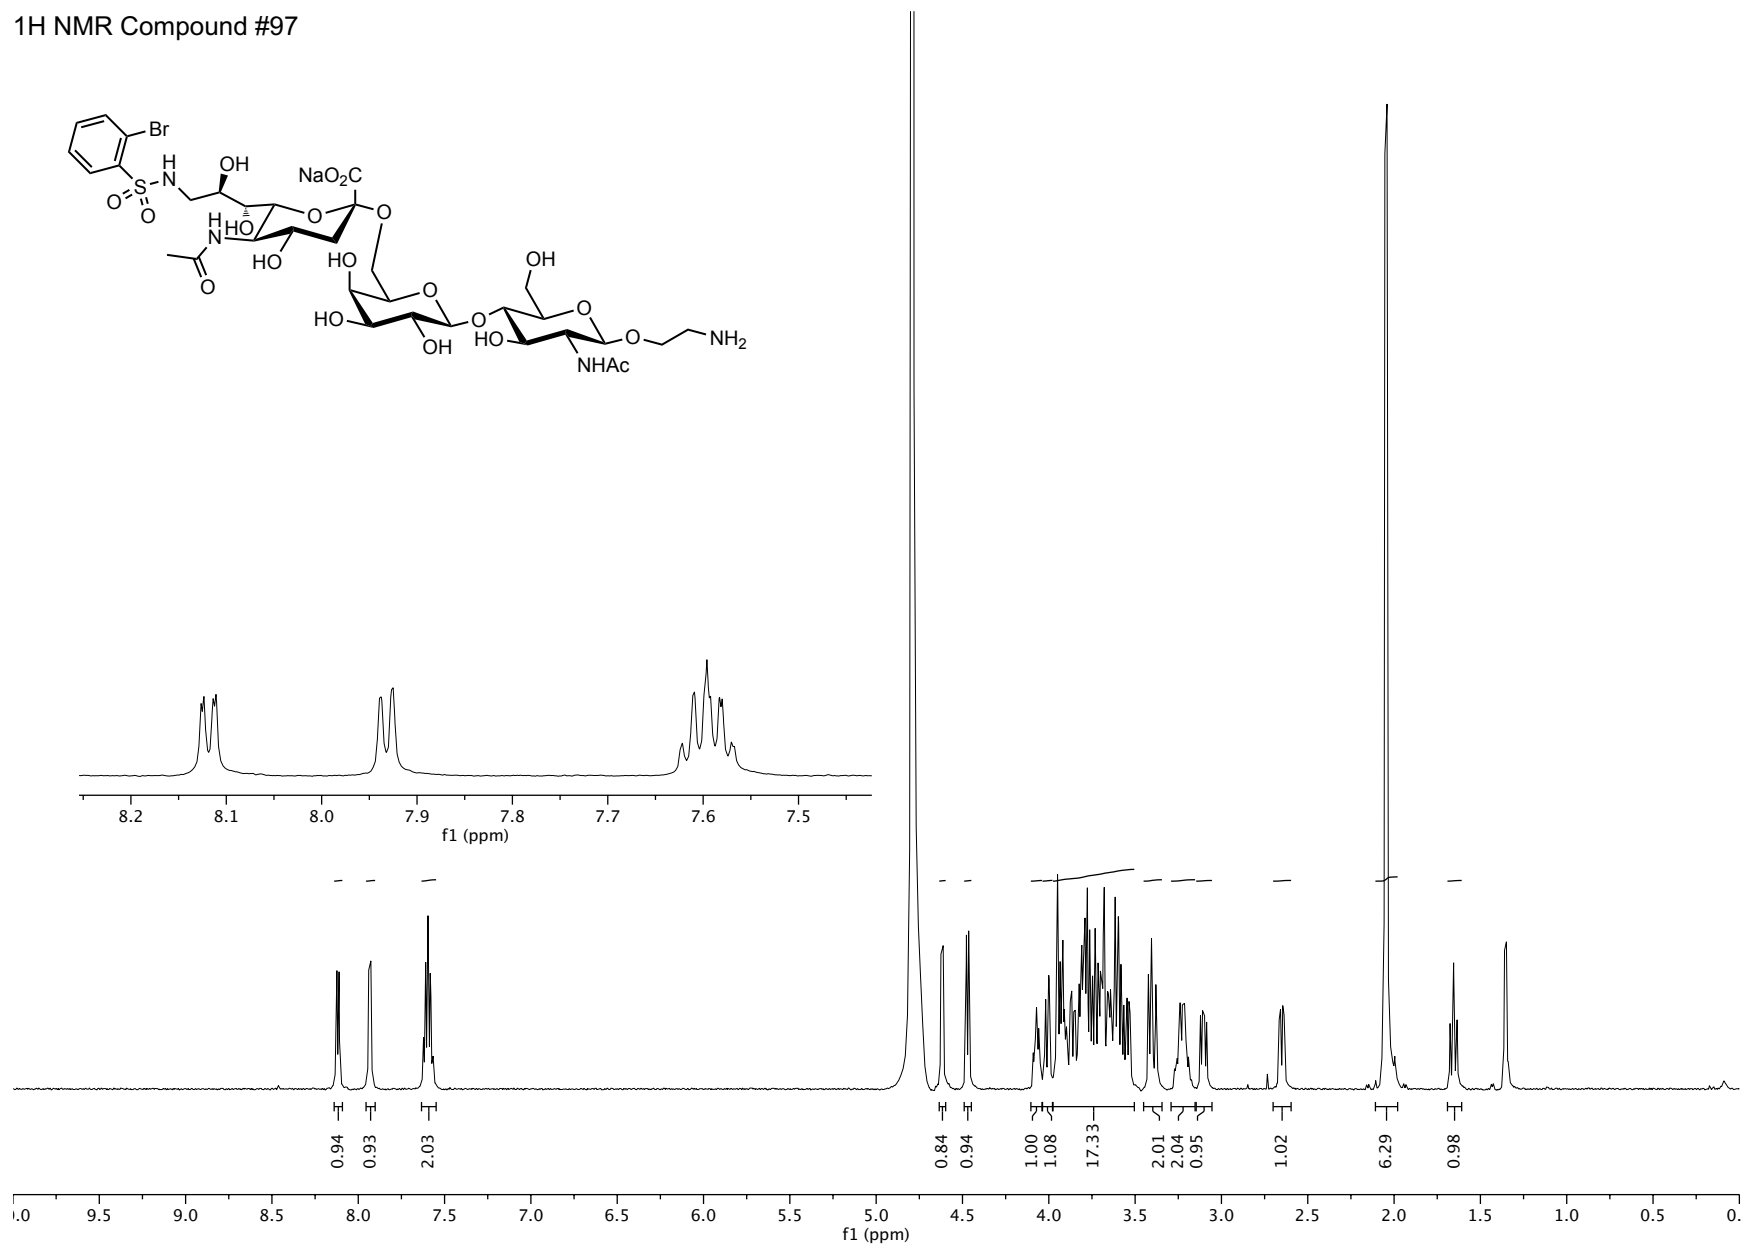 1H NMR Compound #97
Br
H
N
OH
S
O
O
NaO2C
O
O
H
N
HO
HO
O
HO
O
OH
HO
OH
O
O
O
NH2
HO
NHAc
8.2 8.1 8.0 7.9 7.8 7.7 7.6 7.5
f1 (ppm)
0.94 0.93 2.03 0.84 0.94 1.00 1.08 17.33 2.01 2.04 0.95 1.02 6.29 0.98
.0 9.5 9.0 8.5 8.0 7.5 7.0 6.5 6.0 5.5 5.0 4.5 4.0 3.5 3.0 2.5 2.0 1.5 1.0 0.5 0.
f1 (ppm)